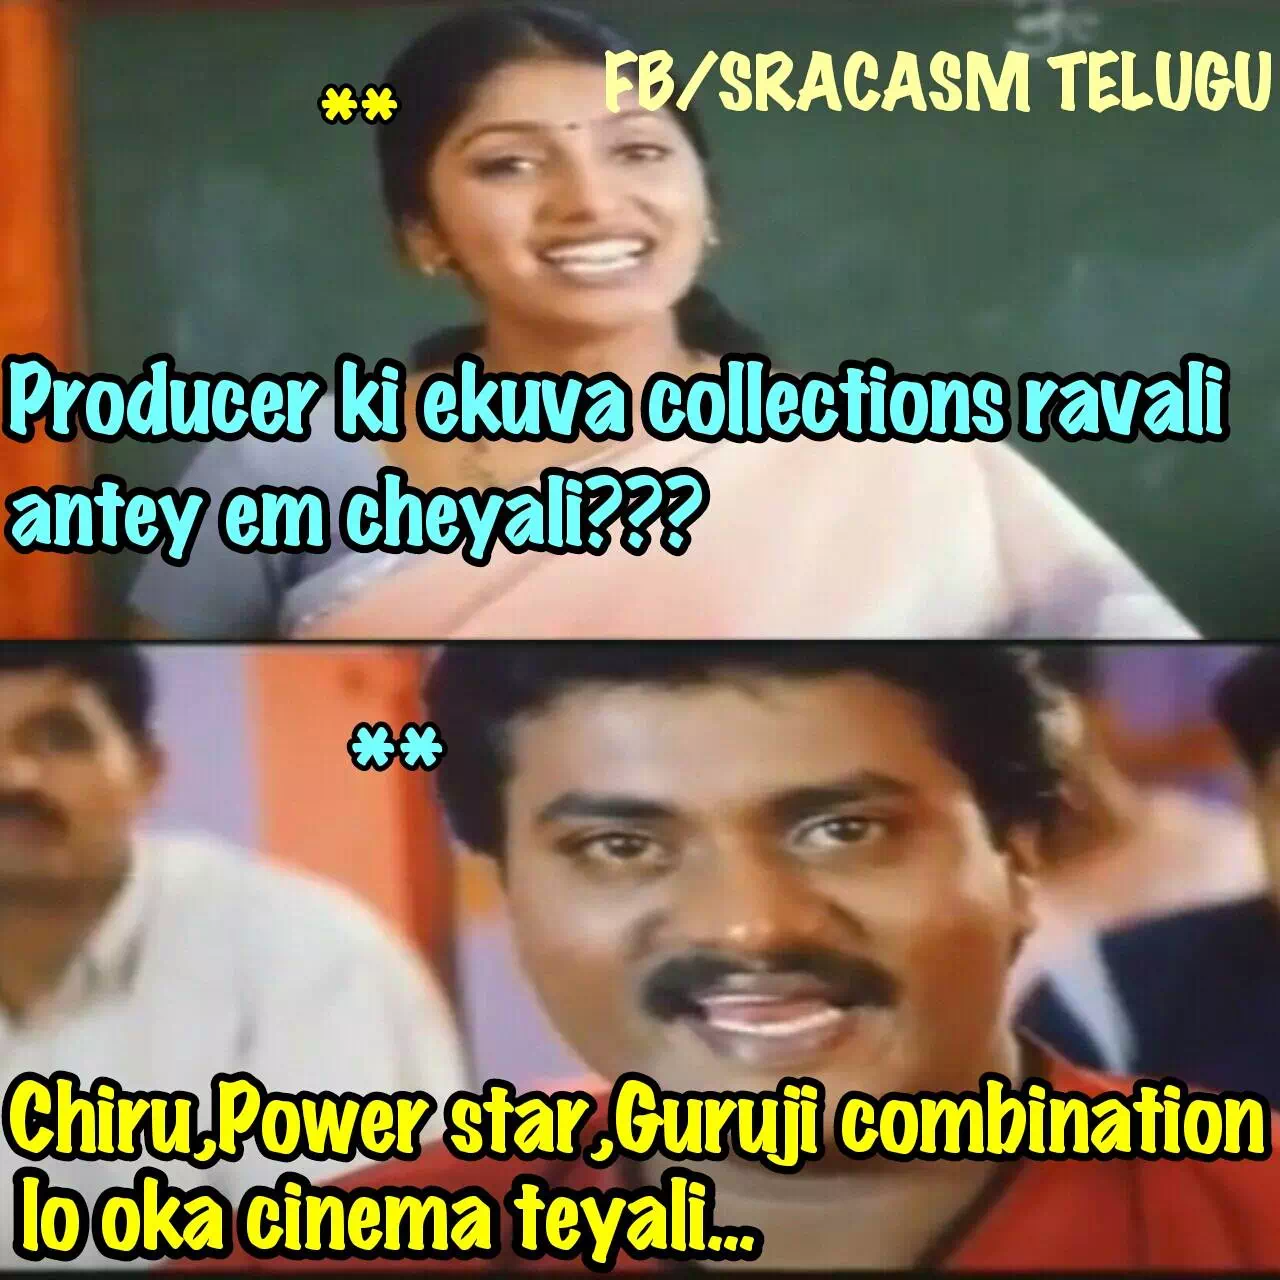 FB/SRACASM TELUGU
**
Producer ki ekuva collections ravali
antey em cheyali???
**
Chiru,Power star,Guruji combination
lo oka cinema teyali...